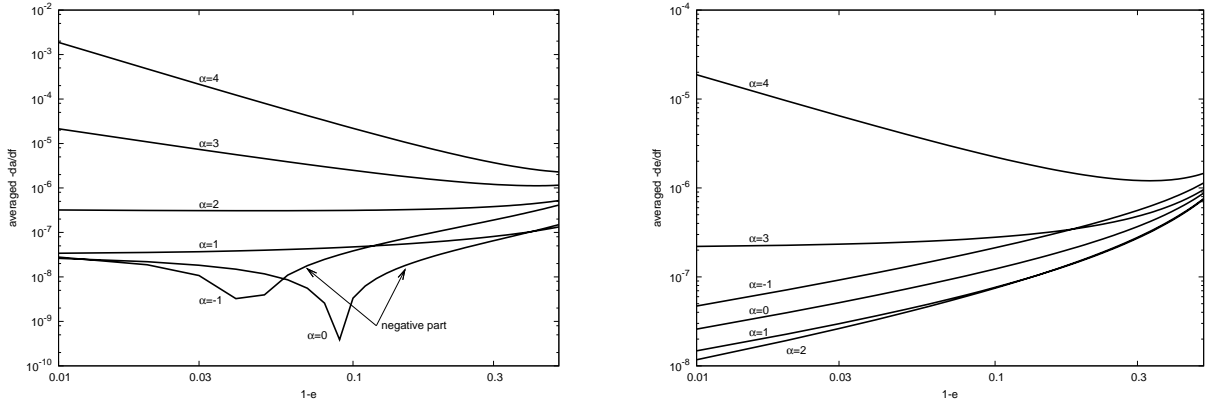 10^-2
10^-3
10^-4
10^-5
10^-6
10^-7
10^-8
10^-9
10^-10
averaged -da/df
α=4
α=3
α=2
α=1
α=-1
α=0
negative part
0.01 0.03 0.1 0.3
1-e
10^-4
10^-5
10^-6
10^-7
10^-8
averaged -de/df
α=4
α=3
α=-1
α=0
α=1
α=2
0.01 0.03 0.1 0.3
1-e